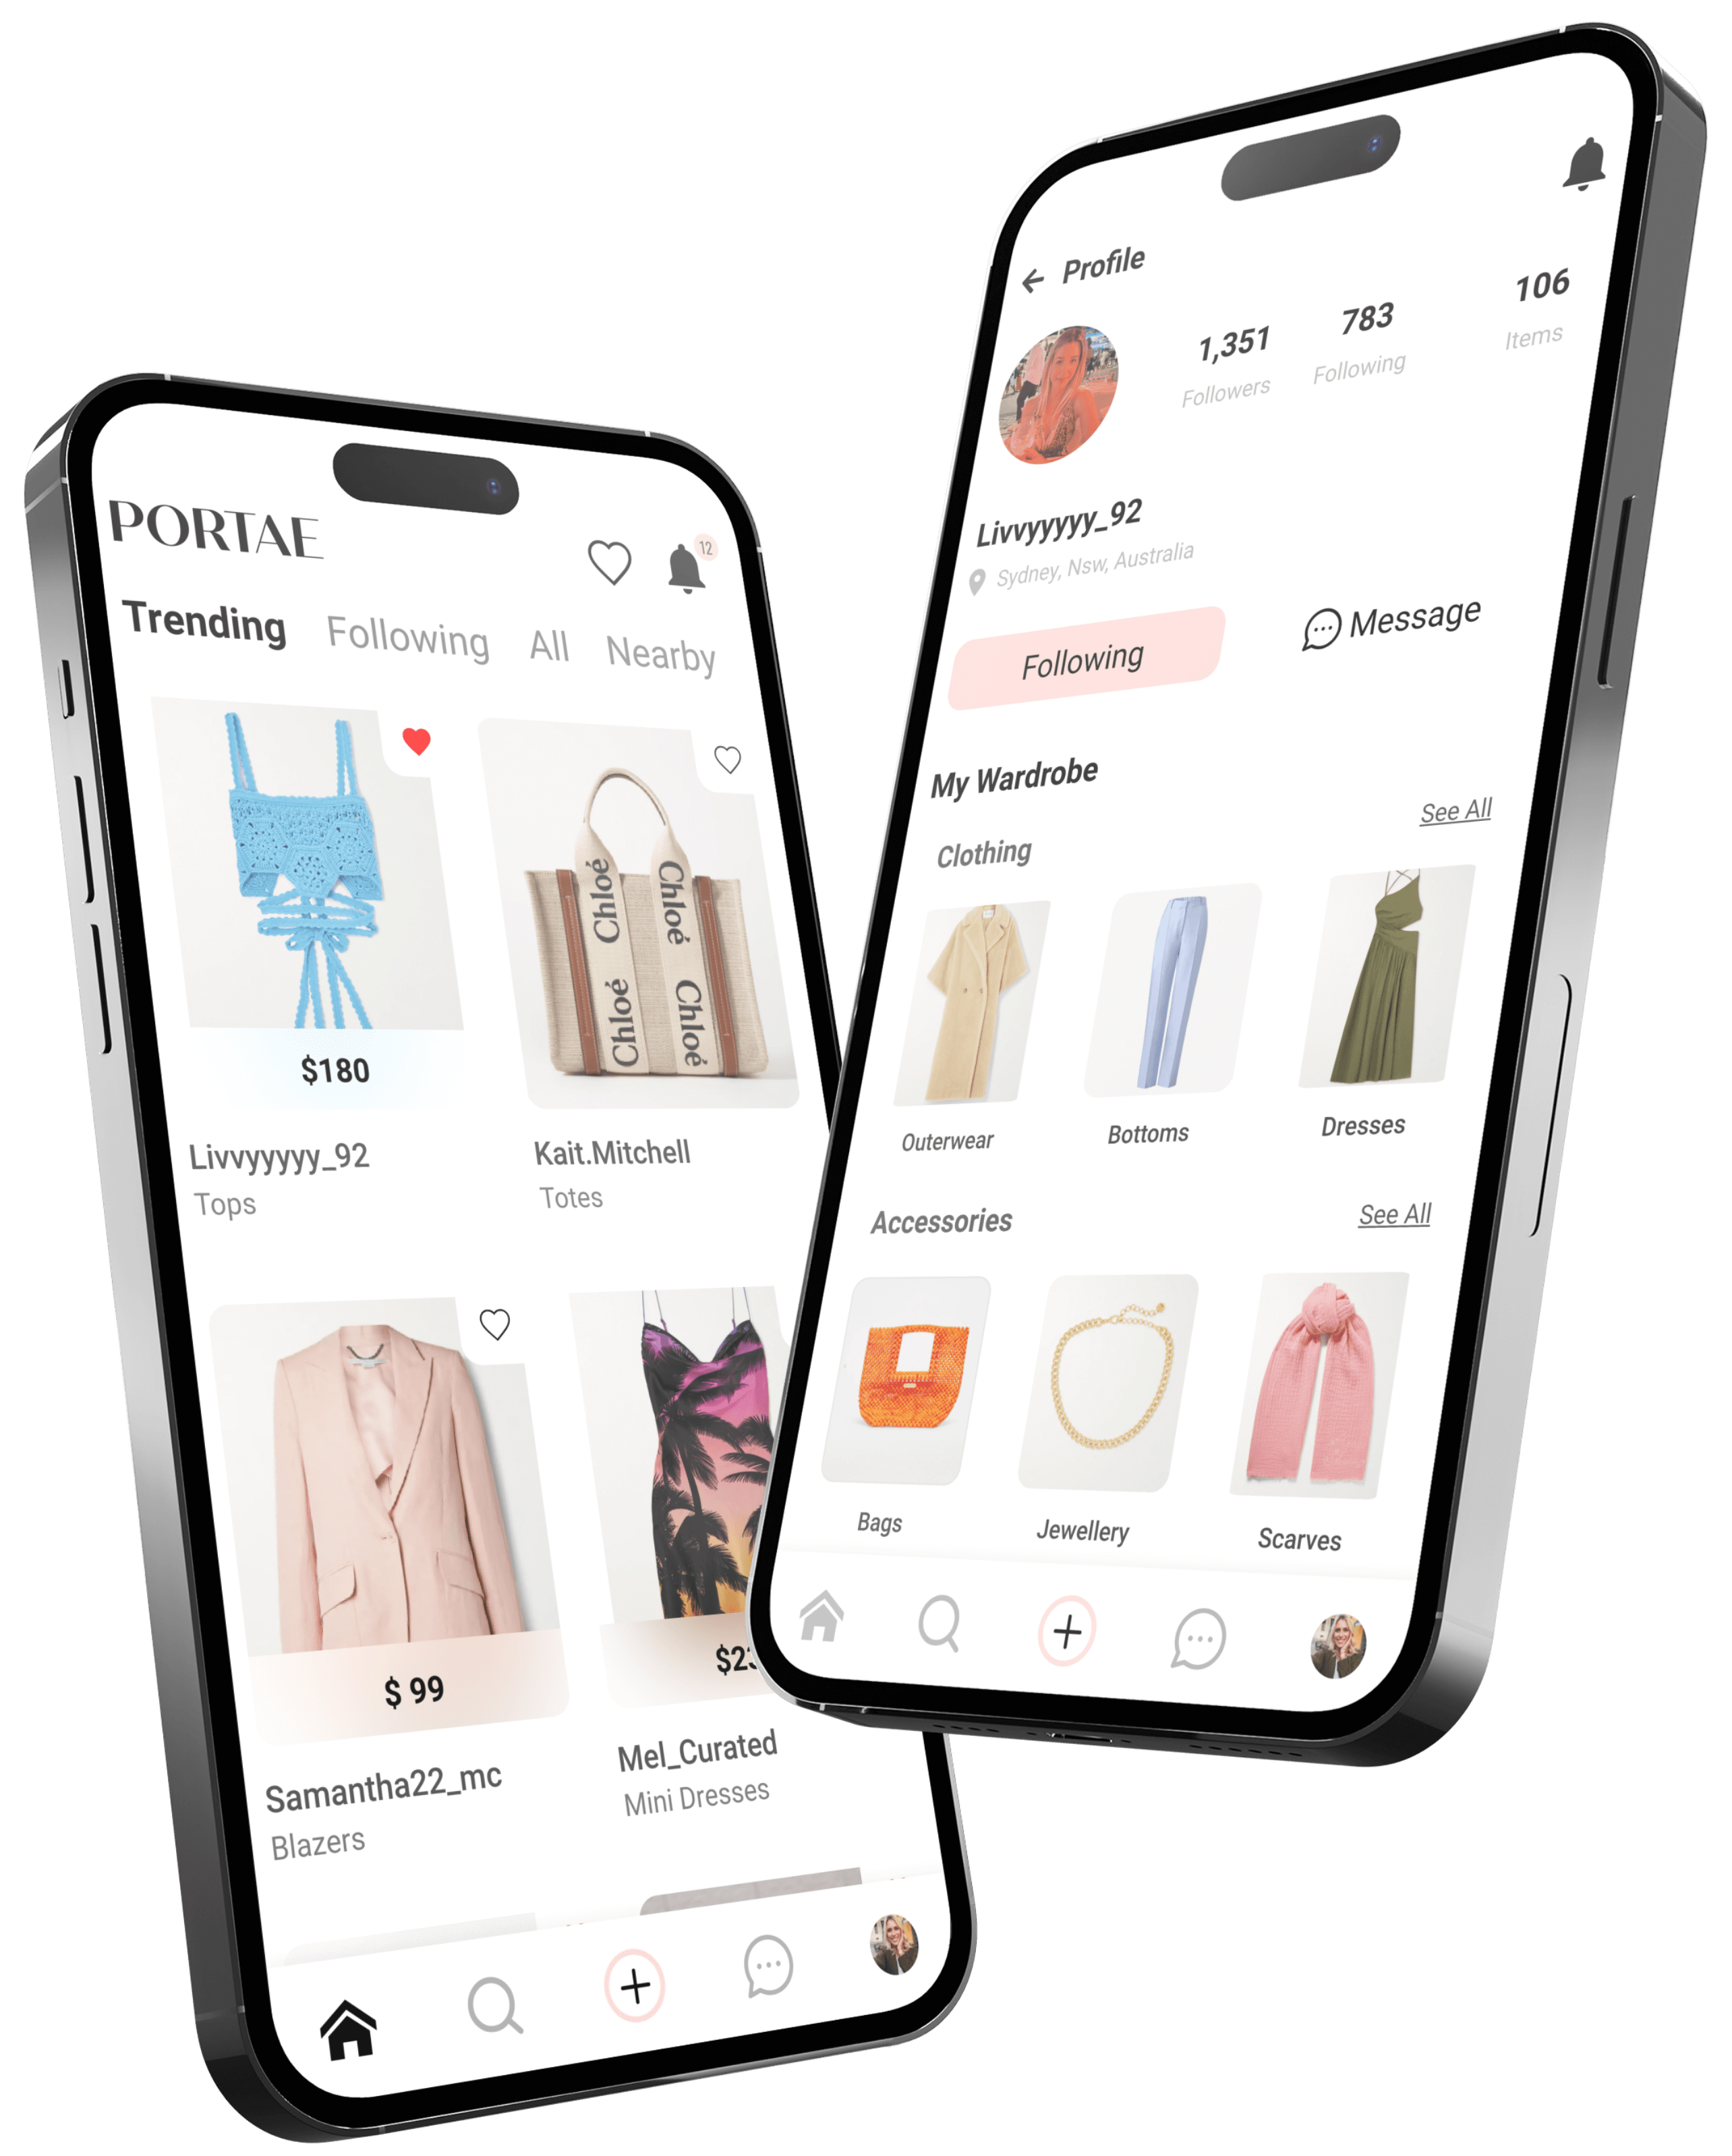 PORTAE
12
Trending Following All Nearby
$180
Livvyyyyy_92
Tops
Chloé Chloé
Chloé Chloé
Kait.Mitchell
Totes
$ 99
Samantha22_mc
Blazers
Mel_Curated
Mini Dresses
Profile
1,351 783 106
Followers Following Items
Livvyyyyy_92
Sydney, Nsw, Australia
Following Message
My Wardrobe
Clothing See All
Outerwear Bottoms Dresses
Accessories See All
Bags Jewellery Scarves